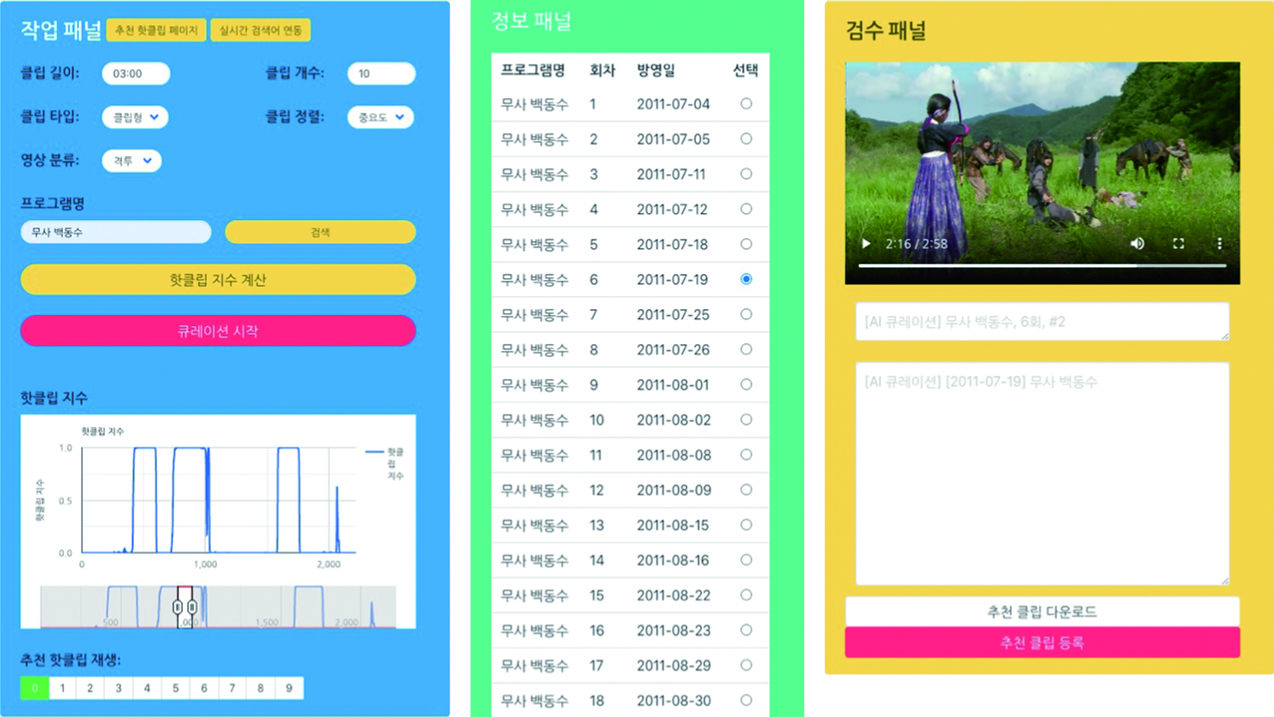 작업 패널 추천 핫클립 페이지 실시간 검색어 연동
클립 길이: 03:00 클립 개수: 10
클립 타입: 클립형 클립 정렬: 중요도
영상 분류: 격투
프로그램명
무사 백동수 검색
핫클립 지수 계산
큐레이션 시작
핫클립 지수
핫클립 지수
1.0
0.5
0.0
핫클립 지수
0 1,000 2,000
핫클
립
지수
500 1,000 1,500 2,000
추천 핫클립 재생:
0 1 2 3 4 5 6 7 8 9
정보 패널
프로그램명 회차 방영일 선택
무사 백동수 1 2011-07-04
무사 백동수 2 2011-07-05
무사 백동수 3 2011-07-11
무사 백동수 4 2011-07-12
무사 백동수 5 2011-07-18
무사 백동수 6 2011-07-19
무사 백동수 7 2011-07-25
무사 백동수 8 2011-07-26
무사 백동수 9 2011-08-01
무사 백동수 10 2011-08-02
무사 백동수 11 2011-08-08
무사 백동수 12 2011-08-09
무사 백동수 13 2011-08-15
무사 백동수 14 2011-08-16
무사 백동수 15 2011-08-22
무사 백동수 16 2011-08-23
무사 백동수 17 2011-08-29
무사 백동수 18 2011-08-30
검수 패널
2:16 / 2:58
[AI 큐레이션] 무사 백동수, 6회, #2
[AI 큐레이션] [2011-07-19] 무사 백동수
추천 클립 다운로드
추천 클립 등록